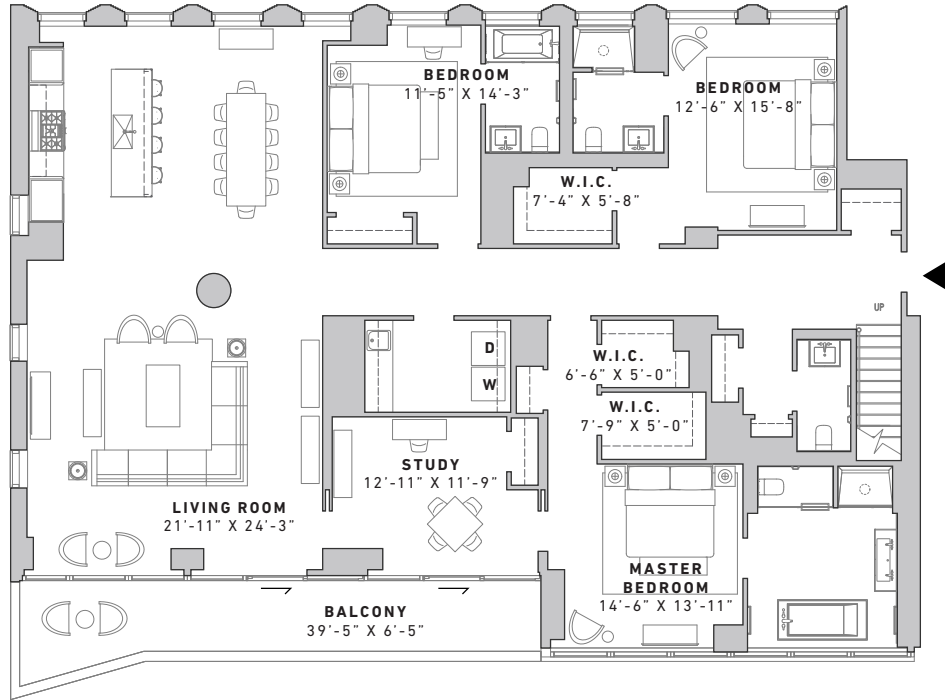 BEDROOM
11'-5" X 14'-3"
BEDROOM
12'-6" X 15'-8"
W.I.C.
7'-4" X 5'-8"
UP
D
W
W.I.C.
6'-6" X 5'-0"
W.I.C.
7'-9" X 5'-0"
STUDY
12'-11" X 11'-9"
LIVING ROOM
21'-11" X 24'-3"
MASTER
BEDROOM
14'-6" X 13'-11"
BALCONY
39'-5" X 6'-5"